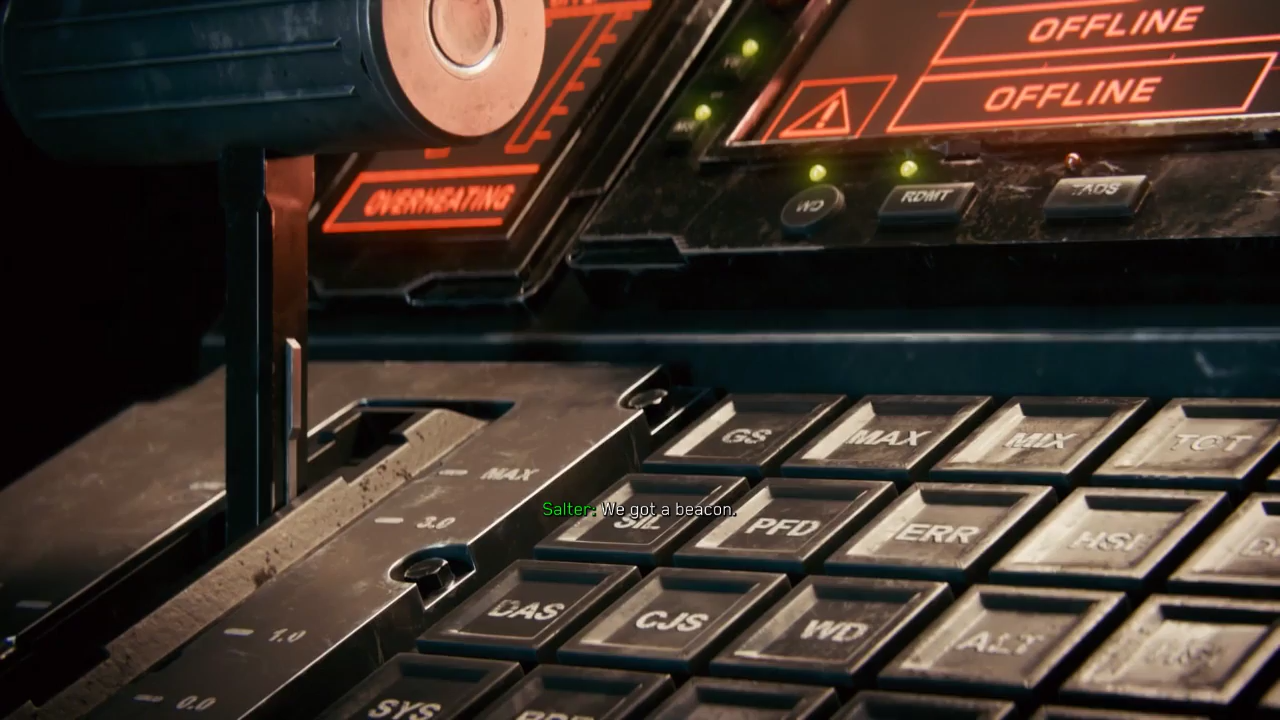 OFFLINE
OFFLINE
OVERHEATING
WD
RDMT
TADS
GS
MAX
MIX
TCT
MAX
3.0
Salter: We got a beacon.
SIL
PFD
ERR
HSI
DAS
CJS
WD
ALT
1.0
0.0
SYS